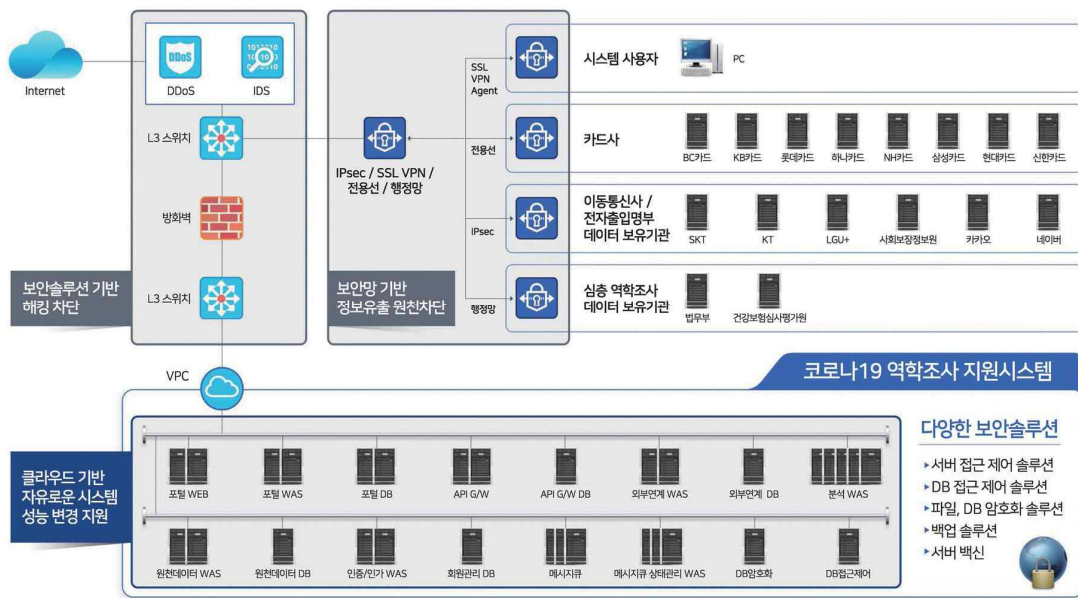 Internet
DDoS
DDoS
1011010
10 10
110110
IDS
L3 스위치
방화벽
L3 스위치
보안솔루션 기반
해킹 차단
IPsec / SSL VPN /
전용선 / 행정망
보안망 기반
정보유출 원천차단
SSL
VPN
Agent
시스템 사용자
PC
전용선
카드사
BC카드 KB카드 롯데카드 하나카드 NH카드 삼성카드 현대카드 신한카드
IPsec
이동통신사 /
전자출입명부
데이터 보유기관
SKT KT LGU+ 사회보장정보원 카카오 네이버
행정망
심층 역학조사
데이터 보유기관
법무부 건강보험심사평가원
VPC
코로나19 역학조사 지원시스템
클라우드 기반
자유로운 시스템
성능 변경 지원
포털 WEB 포털 WAS 포털 DB API G/W API G/W DB 외부연계 WAS 외부연계 DB 분석 WAS
원천데이터 WAS 원천데이터 DB 인증/인가 WAS 회원관리 DB 메시지큐 메시지큐 상태관리 WAS DB암호화 DB접근제어
다양한 보안솔루션
▸서버 접근 제어 솔루션
▸DB 접근 제어 솔루션
▸파일, DB 암호화 솔루션
▸백업 솔루션
▸서버 백신